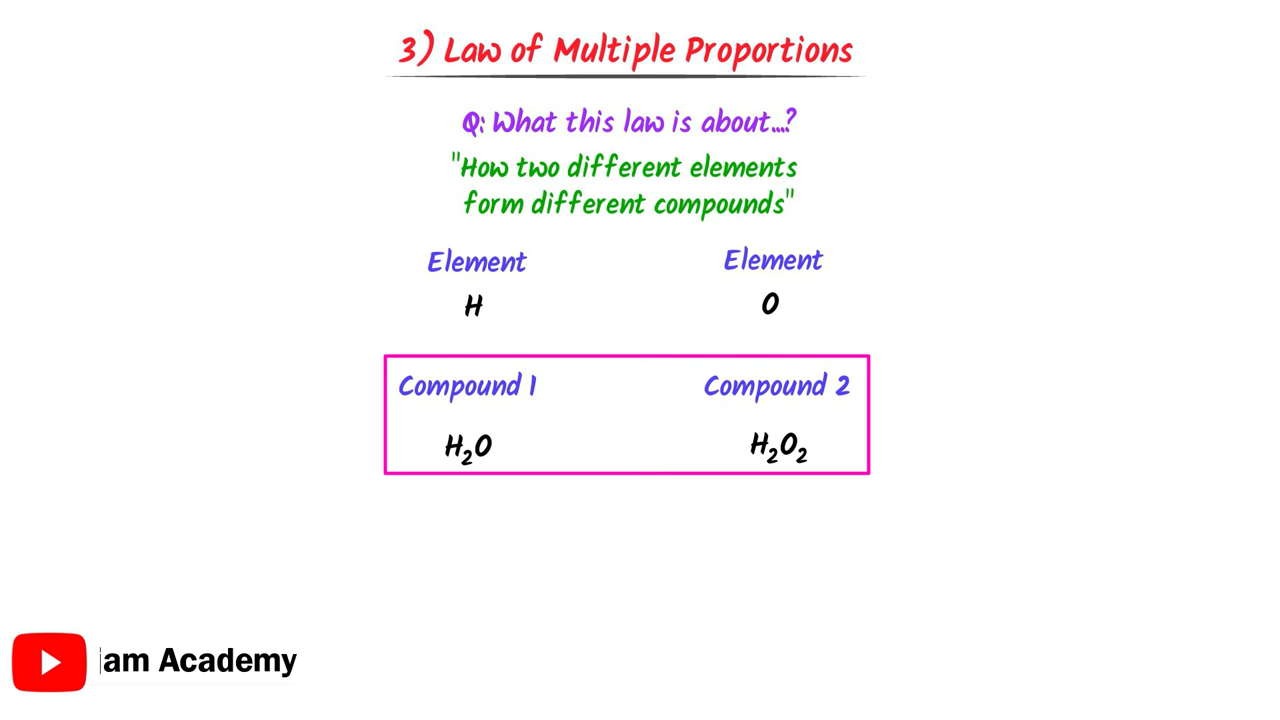 3) Law of Multiple Proportions
Q: What this law is about....?
"How two different elements
form different compounds"
Element Element
H O
Compound 1 Compound 2
H₂O H₂O₂
Academy